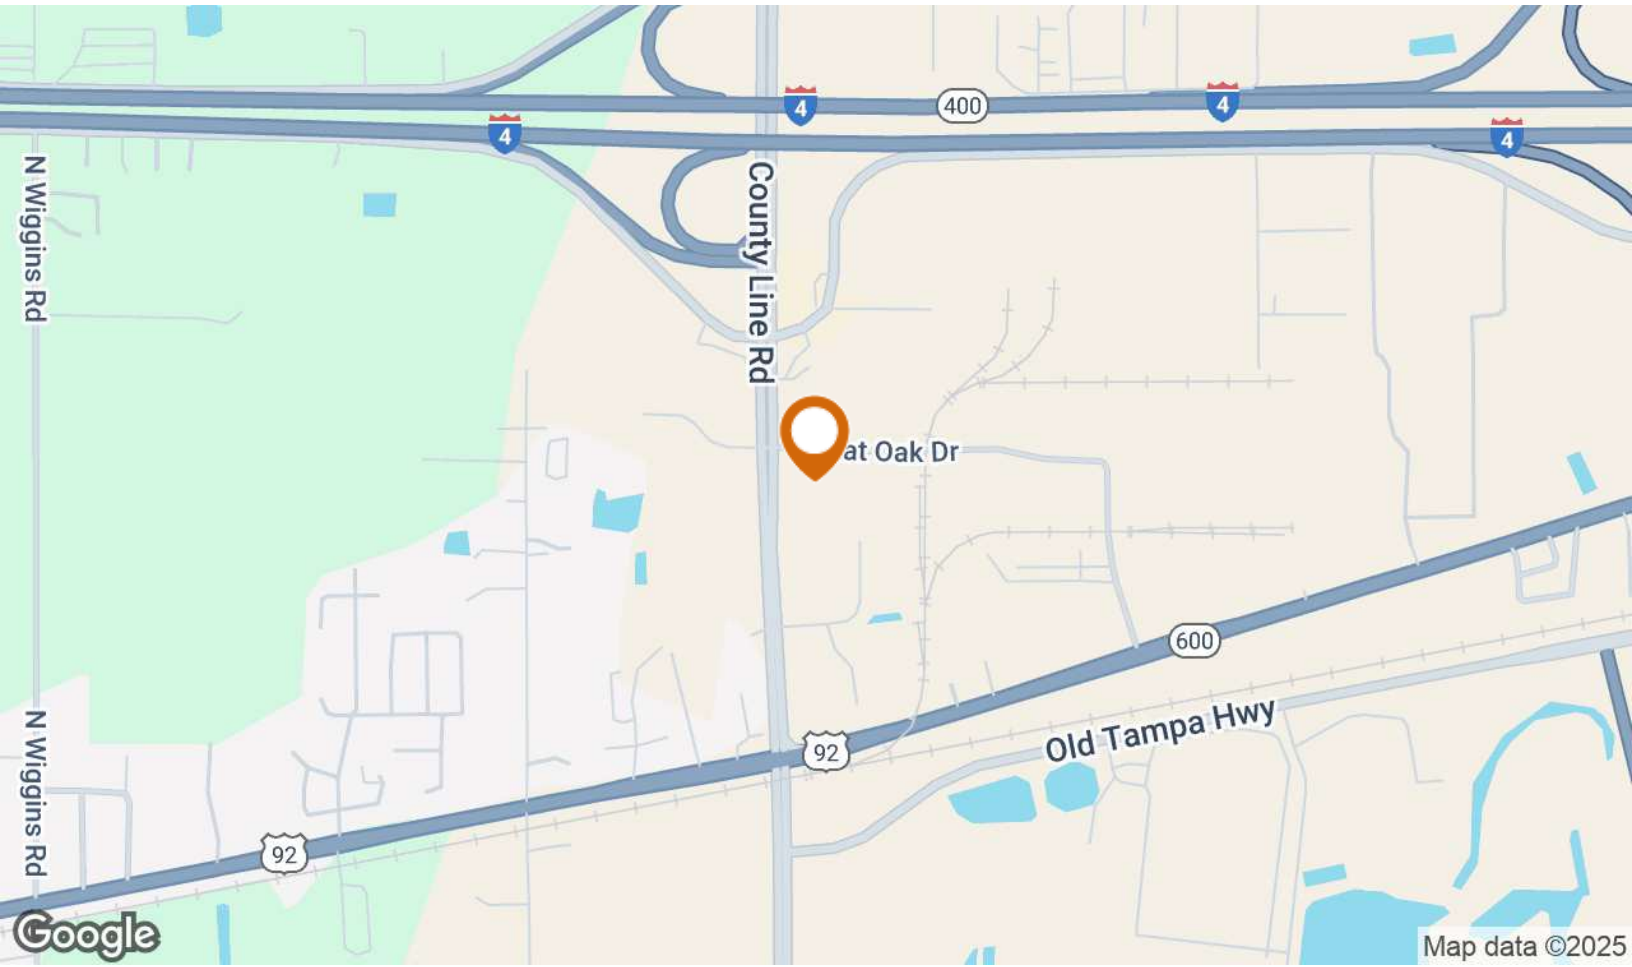 4
400
4
4
4
N Wiggins Rd
County Line Rd
at Oak Dr
600
Old Tampa Hwy
92
N Wiggins Rd
92
Google
Map data ©2025